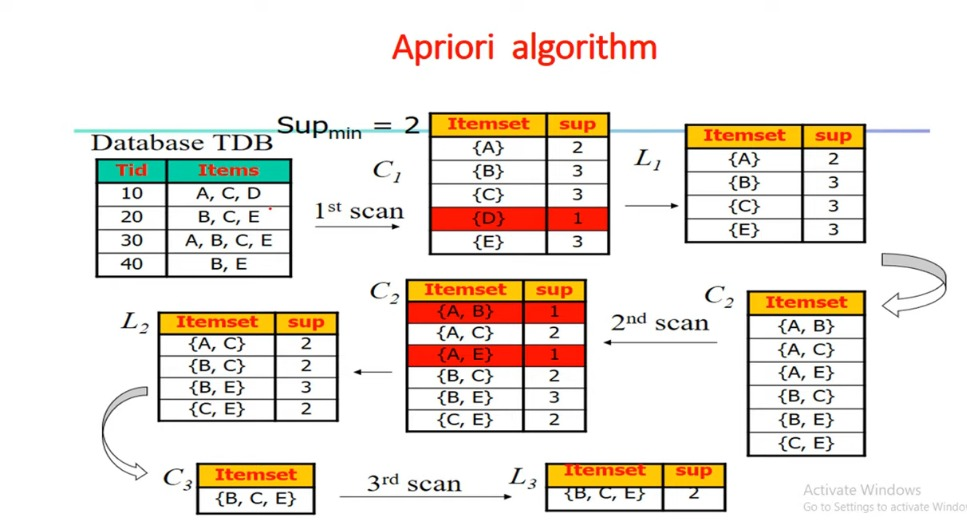 Apriori algorithm
Sup_min = 2
Database TDB
Tid Items
10 A, C, D
20 B, C, E
30 A, B, C, E
40 B, E
1st scan
C1
Itemset sup
{A} 2
{B} 3
{C} 3
{D} 1
{E} 3
L1
Itemset sup
{A} 2
{B} 3
{C} 3
{E} 3
C2
Itemset
{A, B}
{A, C}
{A, E}
{B, C}
{B, E}
{C, E}
2nd scan
C2
Itemset sup
{A, B} 1
{A, C} 2
{A, E} 1
{B, C} 2
{B, E} 3
{C, E} 2
L2
Itemset sup
{A, C} 2
{B, C} 2
{B, E} 3
{C, E} 2
C3
Itemset
{B, C, E}
3rd scan
L3
Itemset sup
{B, C, E} 2
Activate Windows
Go to Settings to activate Windo